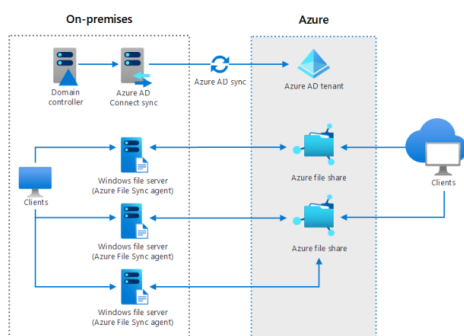 On-premises
Azure
Domain
controller
Azure AD
Connect sync
Azure AD sync
Azure AD tenant
Windows file server
(Azure File Sync agent)
Azure file share
Clients
Clients
Windows file server
(Azure File Sync agent)
Azure file share
Windows file server
(Azure File Sync agent)